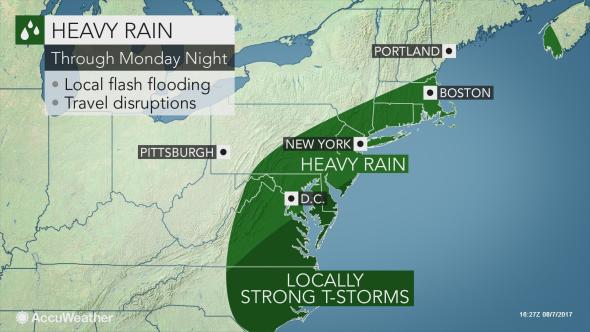 HEAVY RAIN
Through Monday Night
• Local flash flooding
• Travel disruptions
PORTLAND
BOSTON
NEW YORK
PITTSBURGH
HEAVY RAIN
D.C.
LOCALLY
STRONG T-STORMS
AccuWeather
16:27Z 08/7/2017